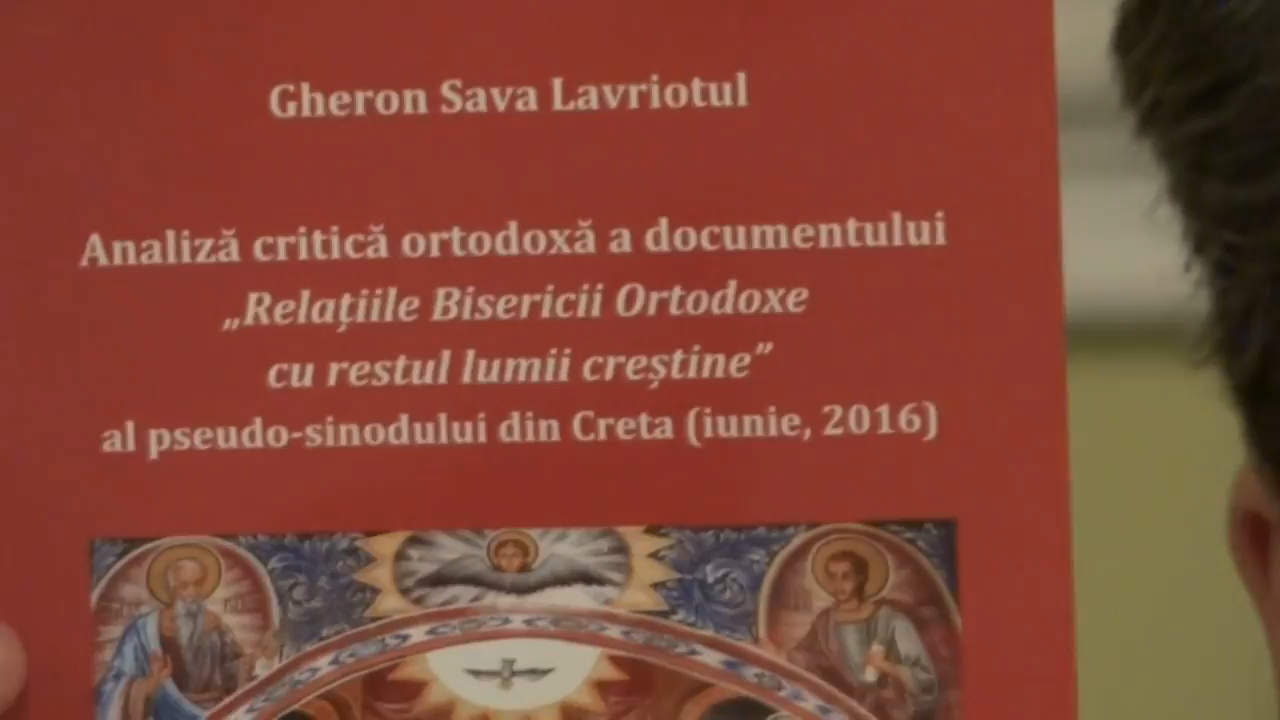 Gheron Sava Lavriotul
Analiză critică ortodoxă a documentului
„Relațiile Bisericii Ortodoxe
cu restul lumii creștine”
al pseudo-sinodului din Creta (iunie, 2016)